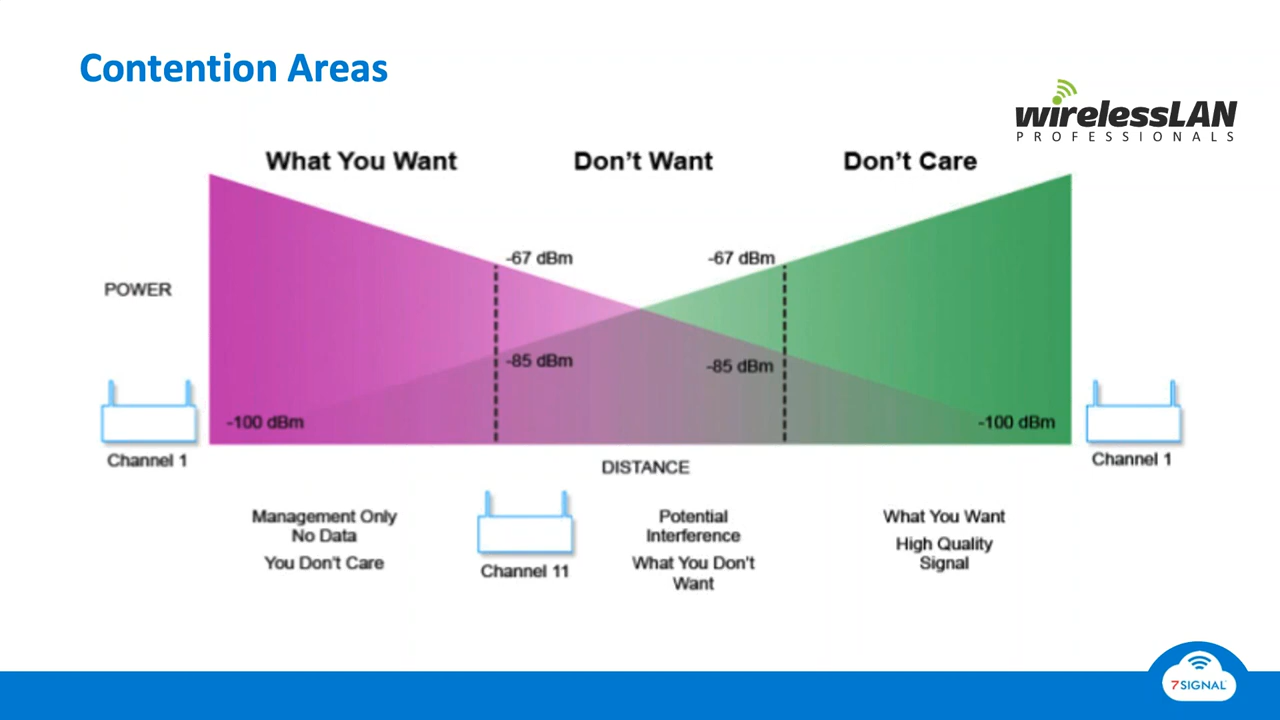 Contention Areas
wirelessLAN
PROFESSIONALS
What You Want
Don't Want
Don't Care
-67 dBm
-67 dBm
POWER
-85 dBm
-85 dBm
-100 dBm
-100 dBm
Channel 1
Channel 1
DISTANCE
Management Only
No Data
You Don't Care
Channel 11
Potential
Interference
What You Don't
Want
What You Want
High Quality
Signal
7SIGNAL